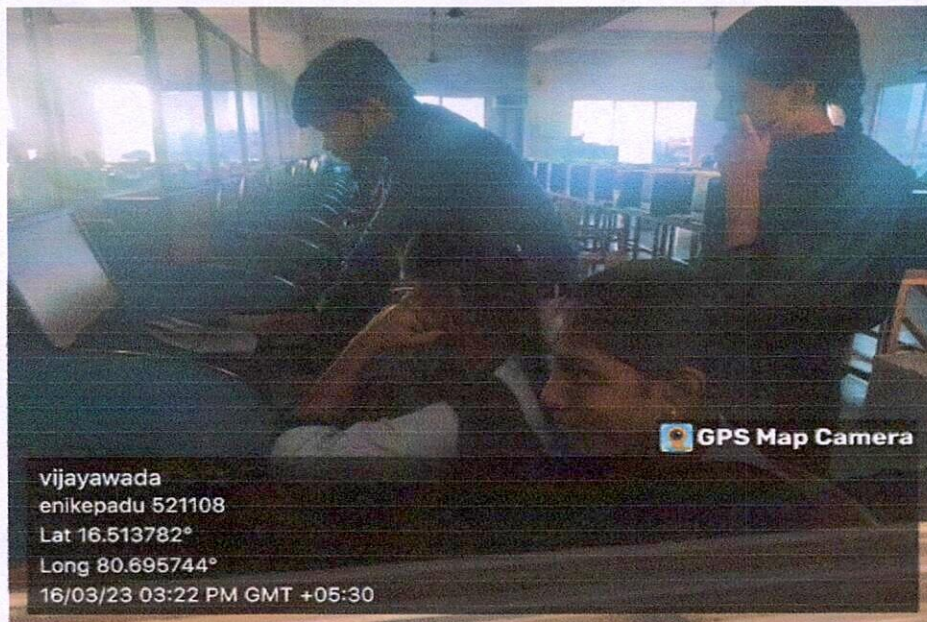 GPS Map Camera
vijayawada
enikepadu 521108
Lat 16.513782°
Long 80.695744°
16/03/23 03:22 PM GMT +05:30